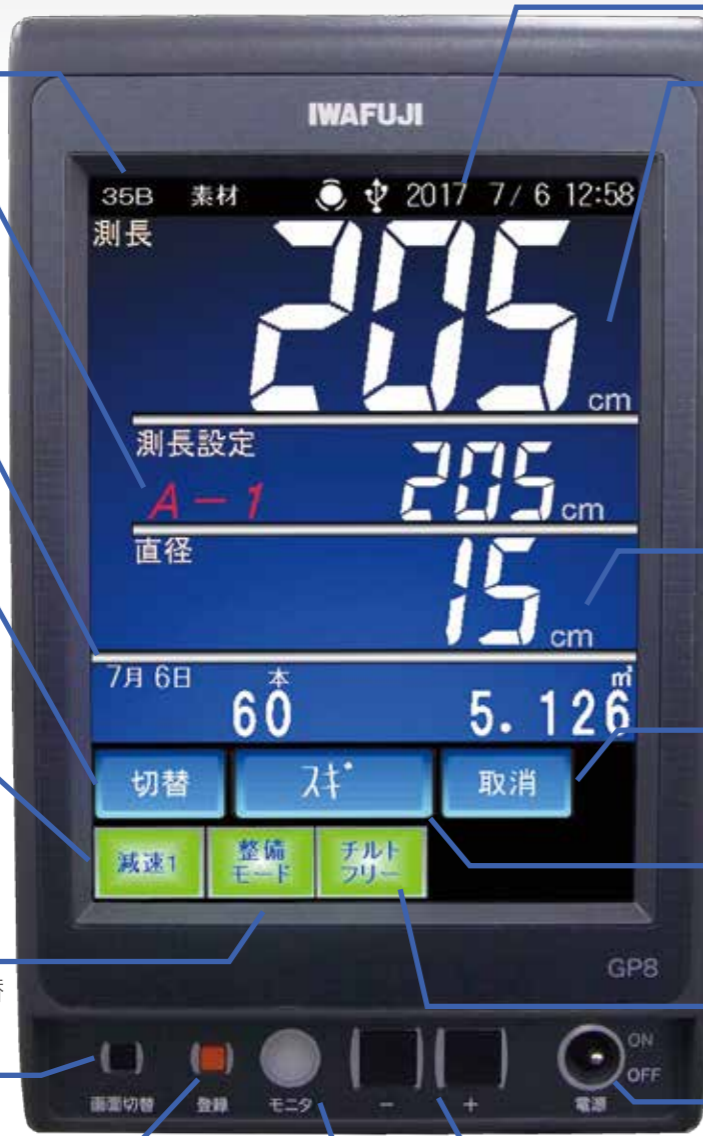 IWAFUJI
35B 素材 2017 7/ 6 12:58
測長
205 cm
測長設定
A-1 205 cm
直径
15 cm
7月 6日 本 ㎥
60 5.126
切替 ｽｷﾞ 取消
減速1 整備モード チルトフリー
GP8
ON
OFF
画面切替 登録 モニタ - + 電源